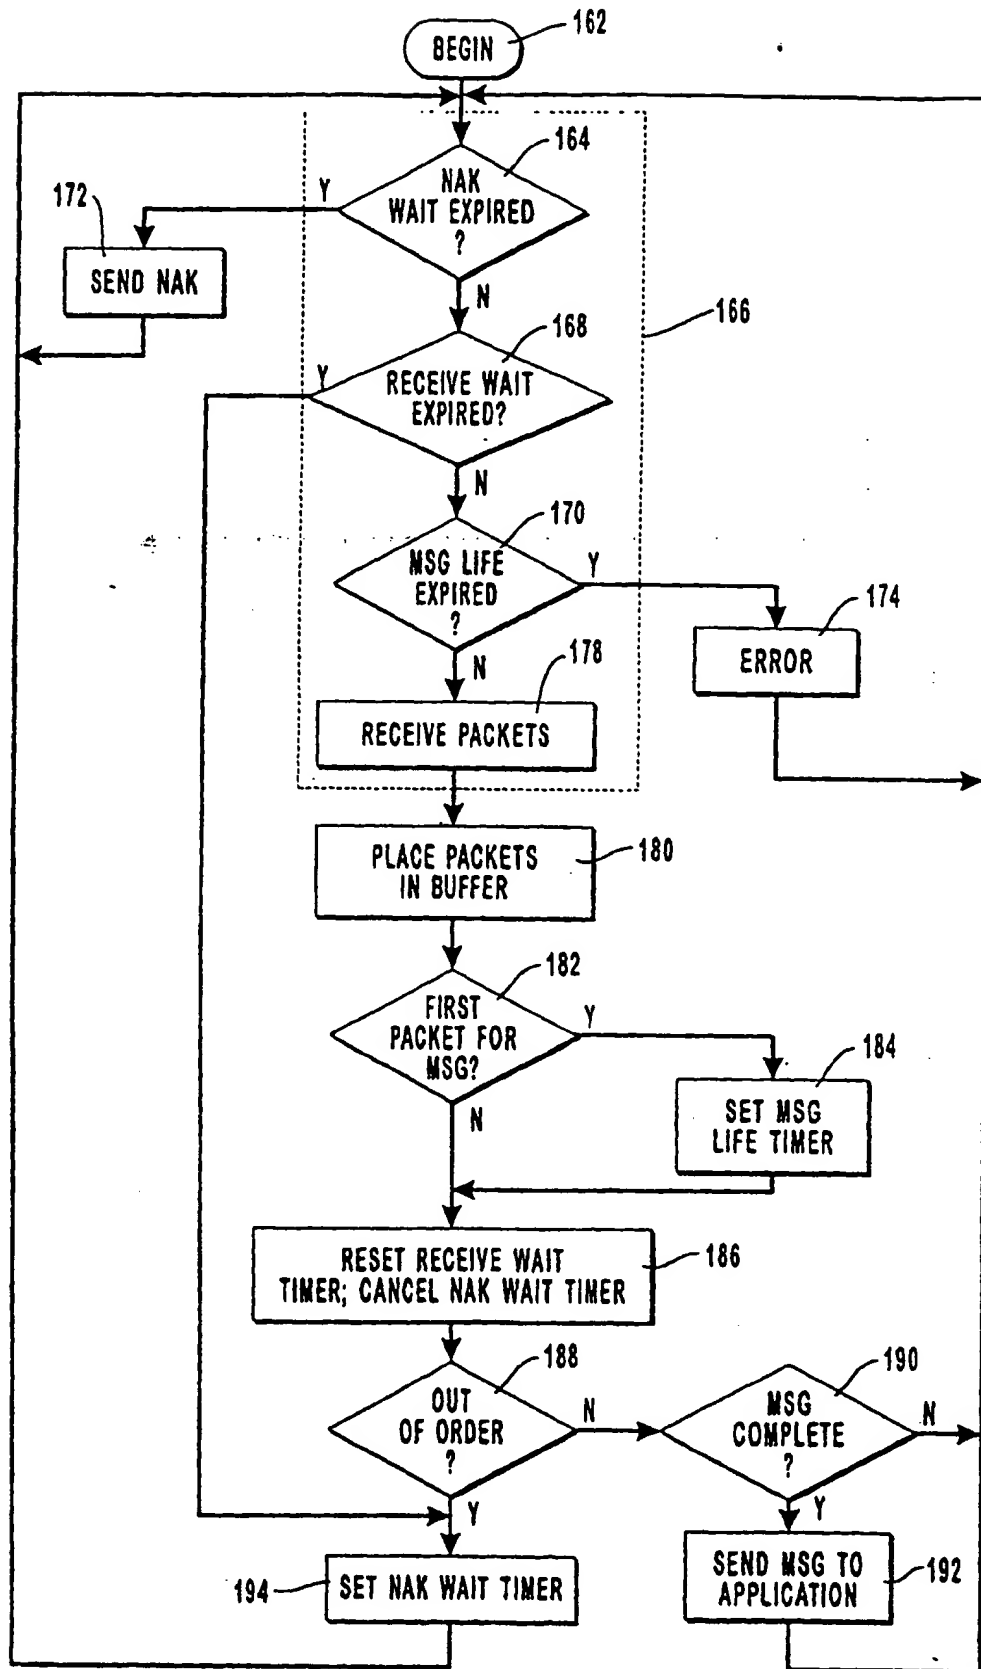 BEGIN
162
164
NAK
WAIT EXPIRED
?
Y
172
SEND NAK
N
166
168
Y
RECEIVE WAIT
EXPIRED?
N
170
MSG LIFE
EXPIRED
?
Y
174
ERROR
N
178
RECEIVE PACKETS
PLACE PACKETS
IN BUFFER
180
182
FIRST
PACKET FOR
MSG?
Y
184
SET MSG
LIFE TIMER
N
RESET RECEIVE WAIT
TIMER; CANCEL NAK WAIT TIMER
186
188
OUT
OF ORDER
?
N
190
MSG
COMPLETE
?
N
Y
Y
194
SET NAK WAIT TIMER
SEND MSG TO
APPLICATION
192